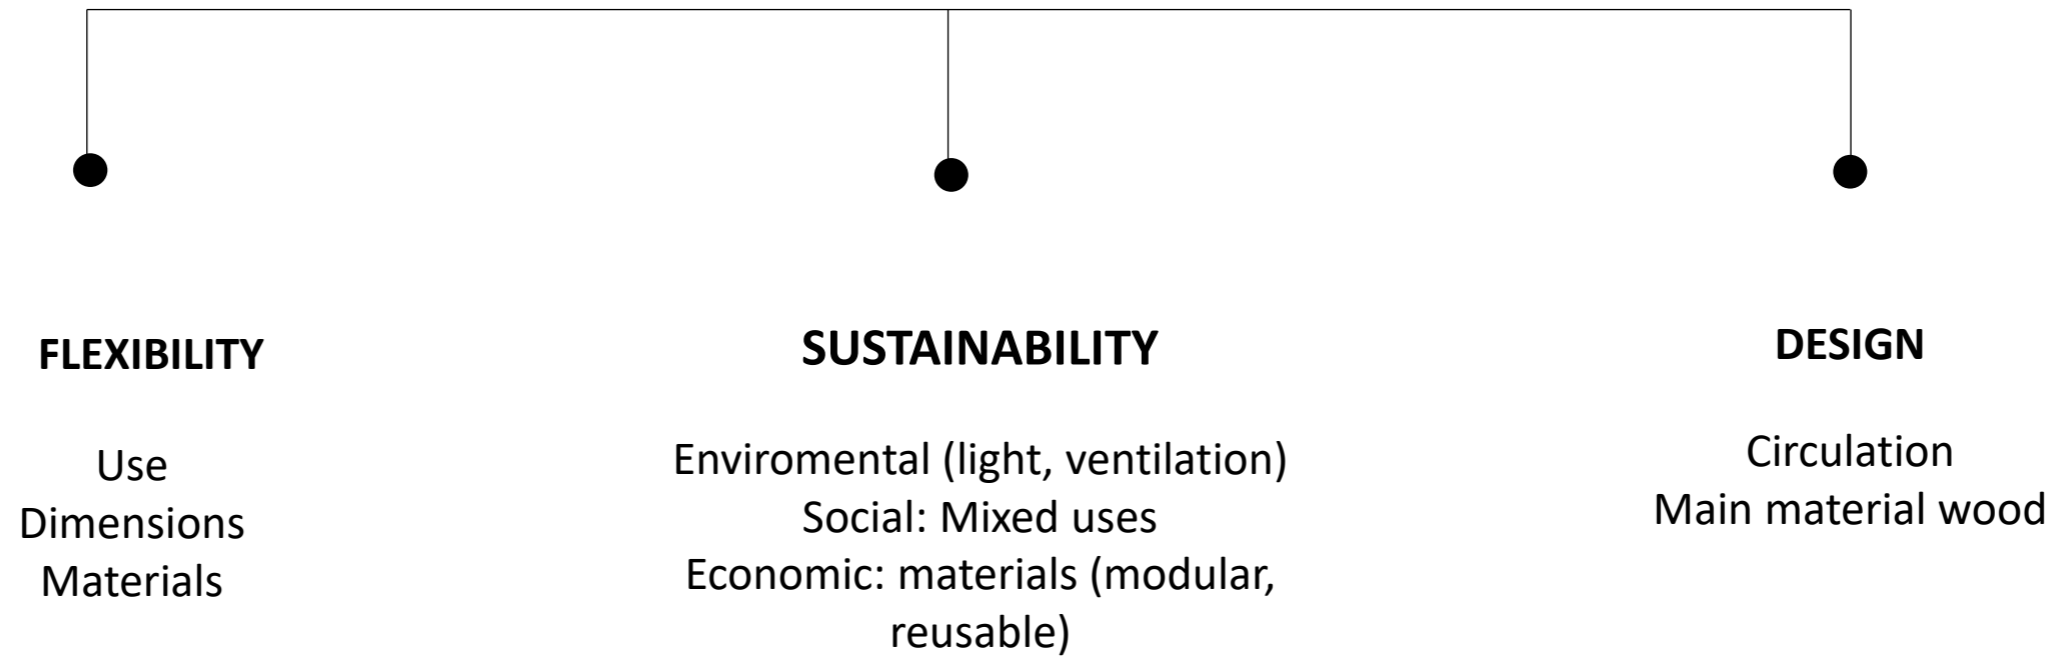 FLEXIBILITY
Use
Dimensions
Materials
SUSTAINABILITY
Enviromental (light, ventilation)
Social: Mixed uses
Economic: materials (modular,
reusable)
DESIGN
Circulation
Main material wood